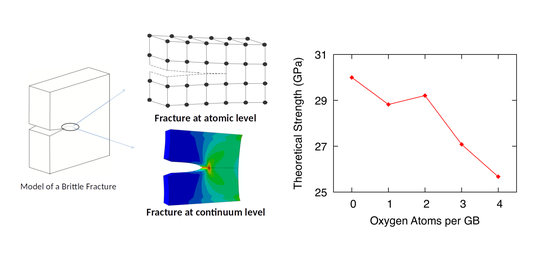 Fracture at atomic level
Model of a Brittle Fracture
Fracture at continuum level
Theoretical Strength (GPa)
31
29
27
25
0 1 2 3 4
Oxygen Atoms per GB